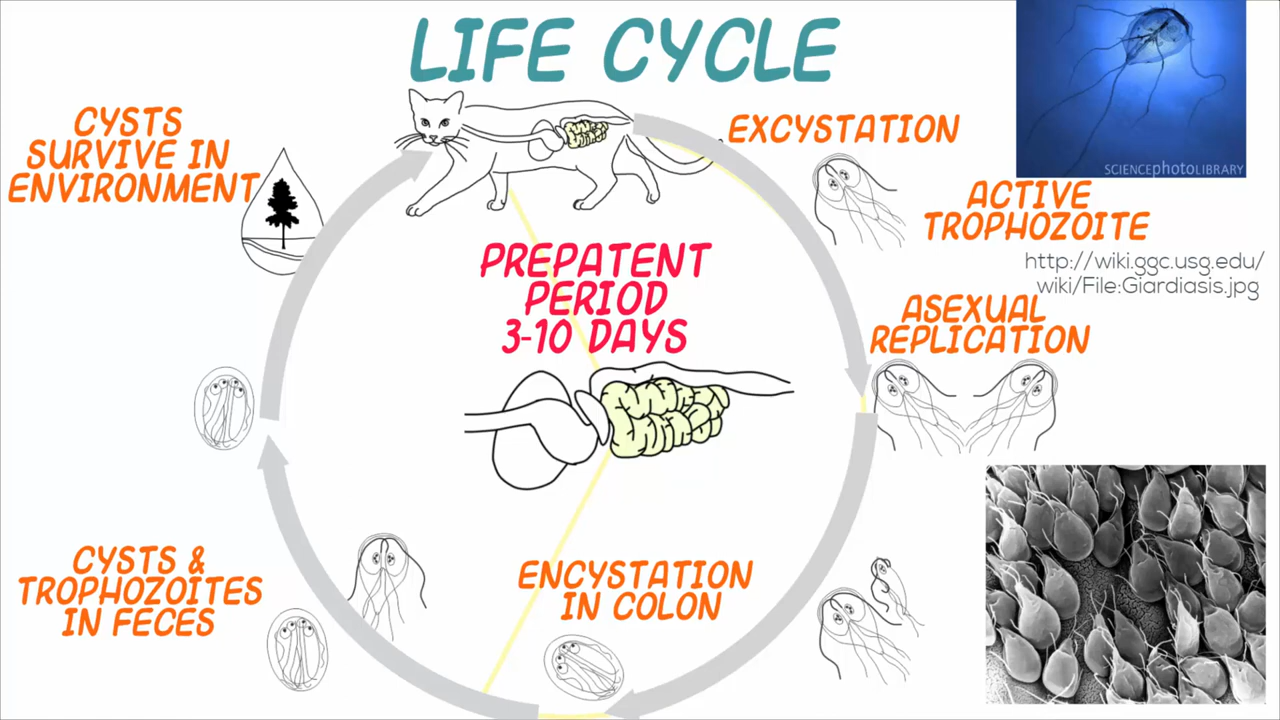 LIFE CYCLE
CYSTS
SURVIVE IN
ENVIRONMENT
EXCYSTATION
SCIENCEphotoLIBRARY
ACTIVE
TROPHOZOITE
http://wiki.ggc.usg.edu/
wiki/File:Giardiasis.jpg
PREPATENT
PERIOD
3-10 DAYS
ASEXUAL
REPLICATION
CYSTS &
TROPHOZOITES
IN FECES
ENCYSTATION
IN COLON